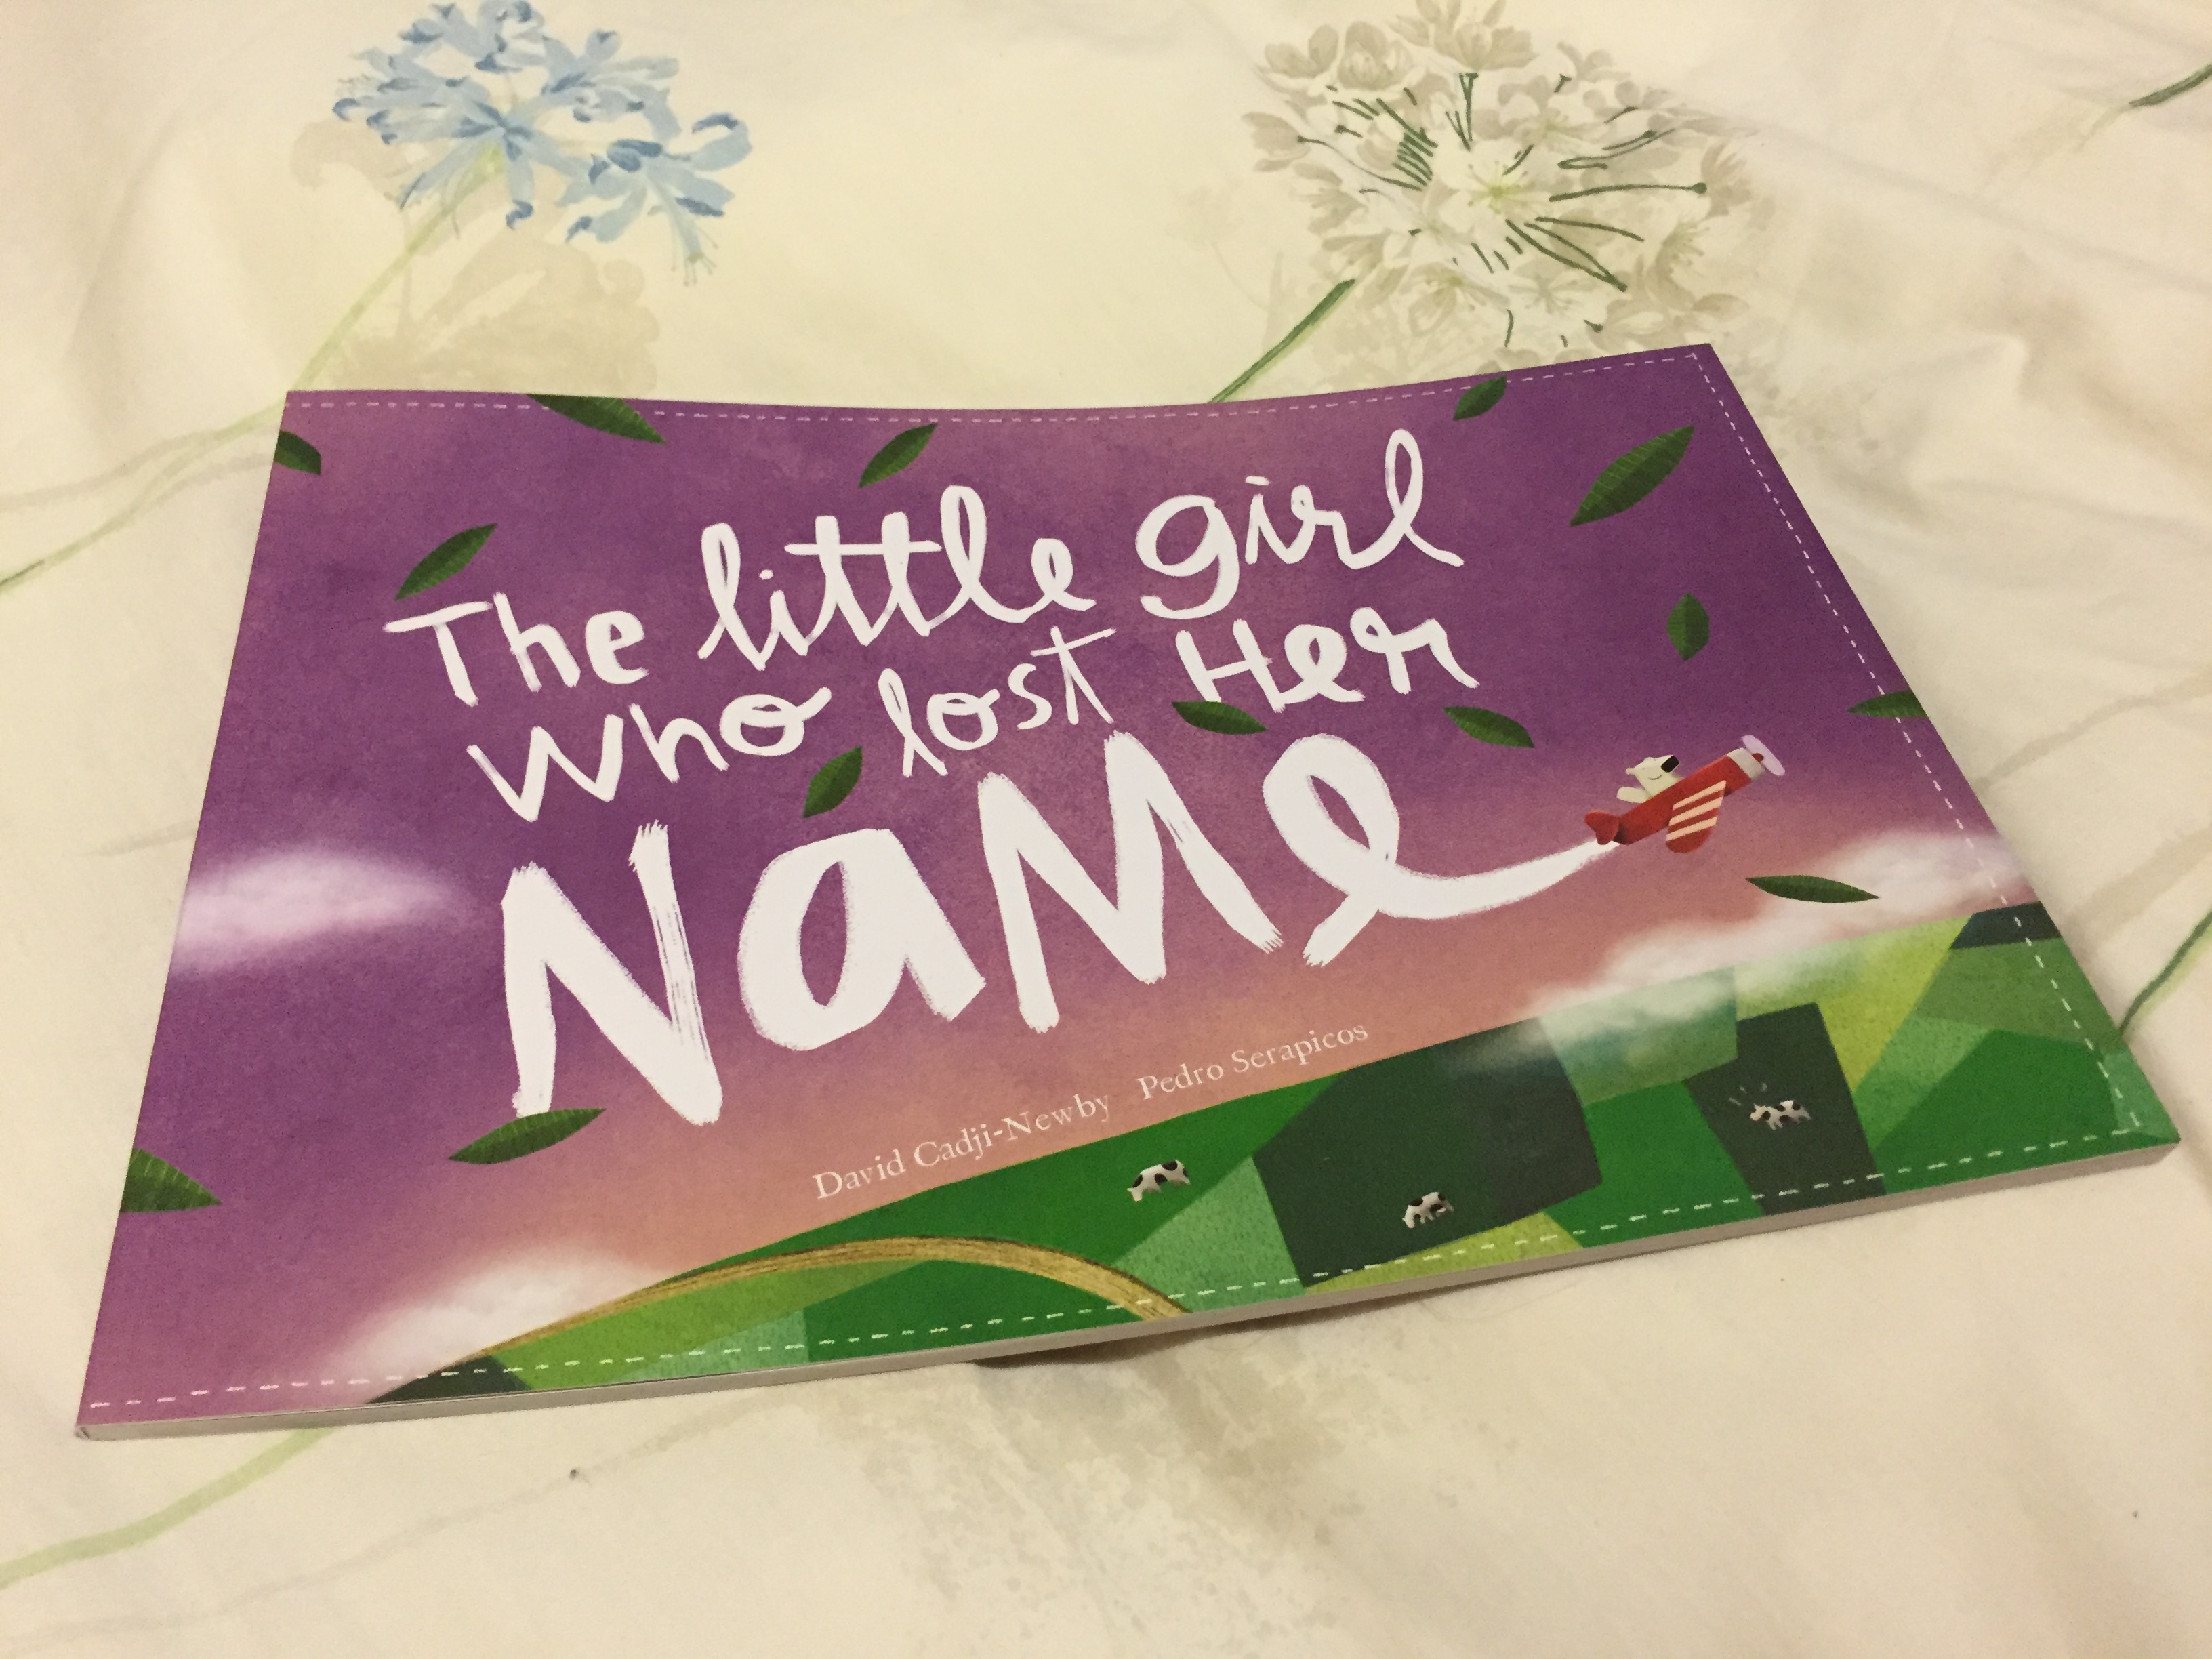 The little girl
who lost Her
NaMe
David Cadji-Newby Pedro Serapicos